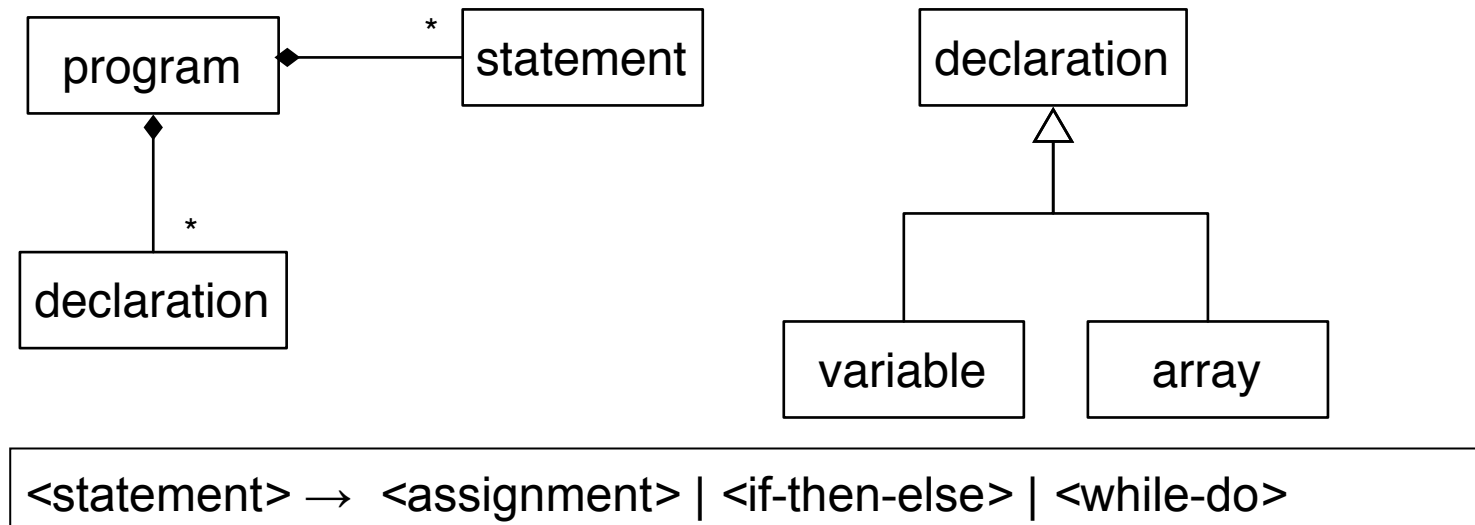 *
program
statement
declaration
*
declaration
variable
array
<statement> → <assignment> | <if-then-else> | <while-do>